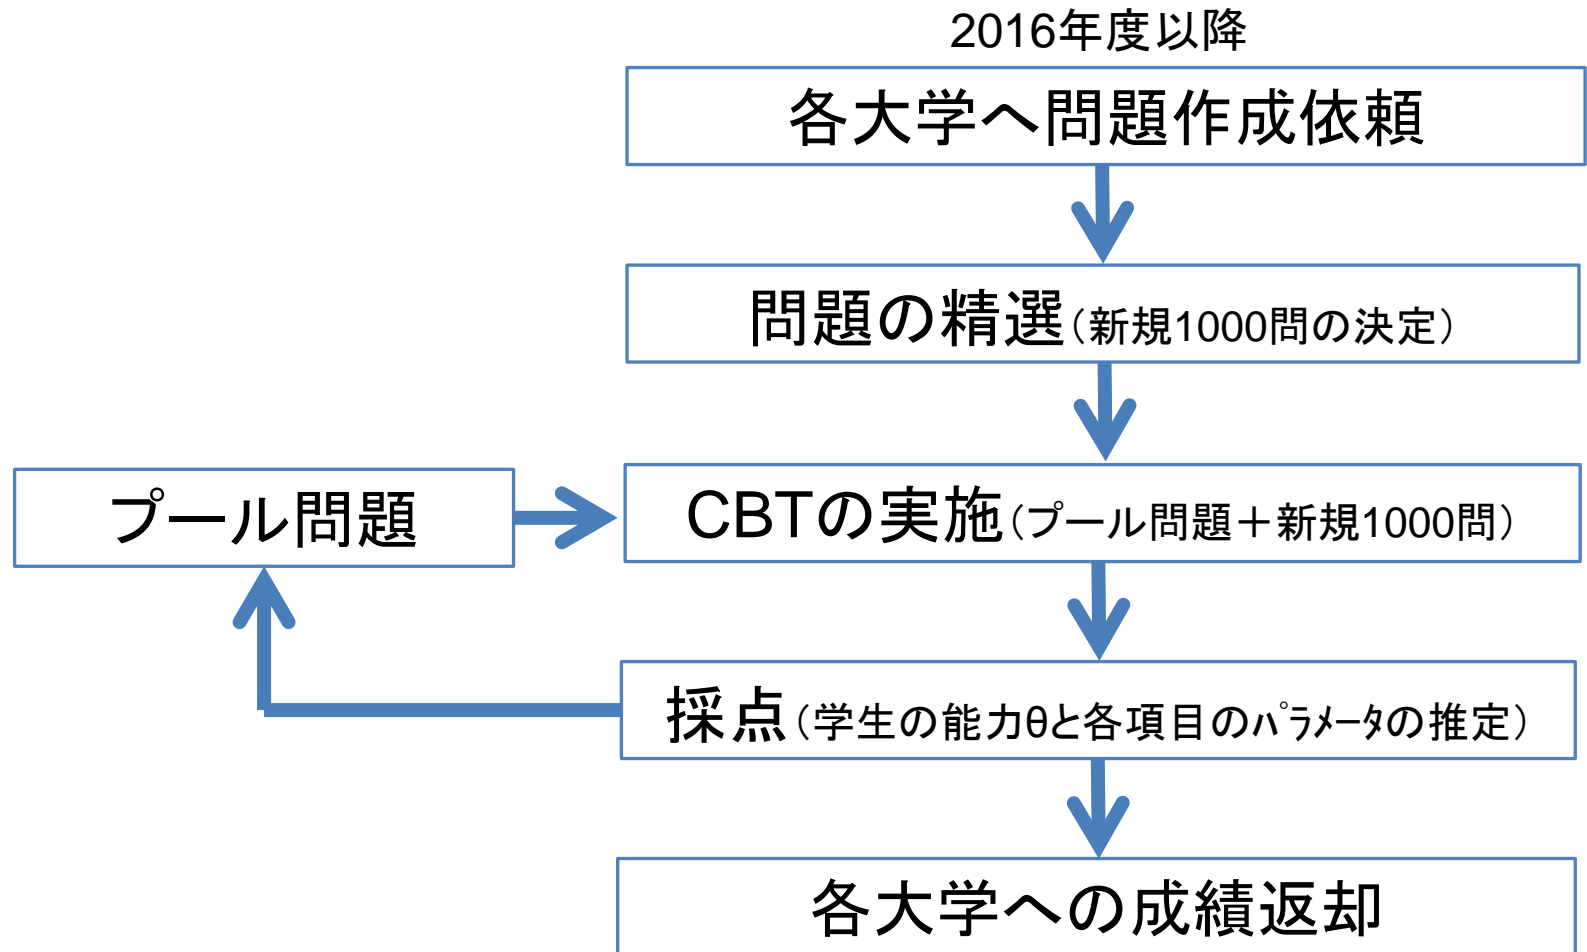 2016年度以降
各大学へ問題作成依頼
問題の精選（新規1000問の決定）
プール問題
CBTの実施（プール問題＋新規1000問）
採点（学生の能力θと各項目のﾊﾟﾗﾒｰﾀの推定）
各大学への成績返却